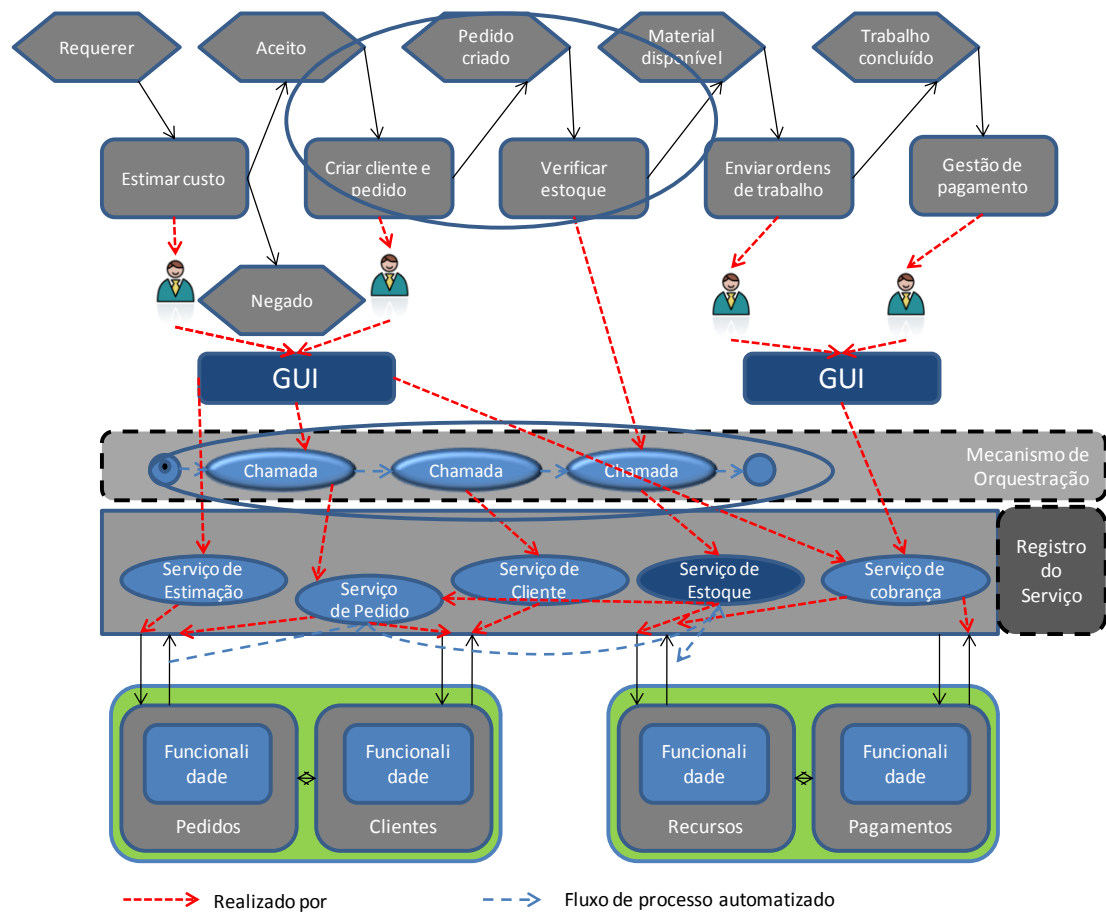 Requerer
Aceito
Pedido
criado
Material
disponível
Trabalho
concluído
Estimar custo
Criar cliente e
pedido
Verificar
estoque
Enviar ordens
de trabalho
Gestão de
pagamento
Negado
GUI
GUI
Chamada
Chamada
Chamada
Mecanismo de
Orquestração
Serviço de
Estimação
Serviço
de Pedido
Serviço de
Cliente
Serviço de
Estoque
Serviço de
cobrança
Registro
do
Serviço
Funcionali
dade
Pedidos
Funcionali
dade
Clientes
Funcionali
dade
Recursos
Funcionali
dade
Pagamentos
Realizado por
Fluxo de processo automatizado